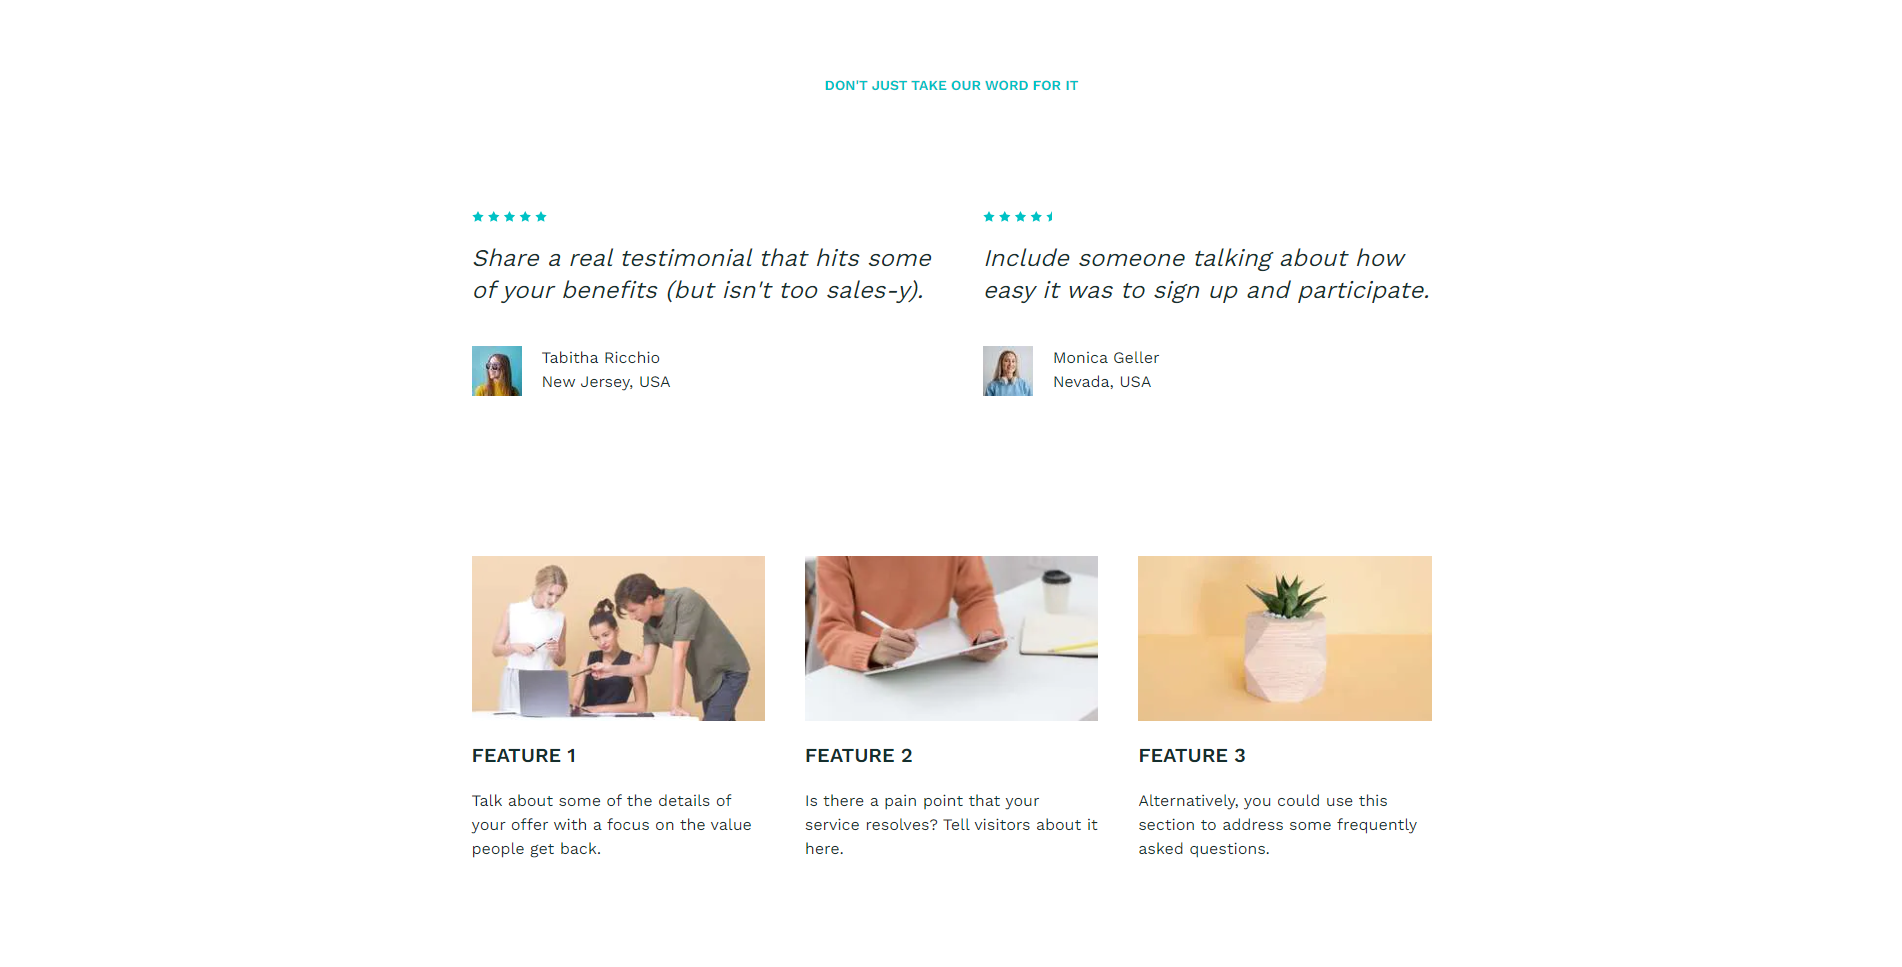 DON'T JUST TAKE OUR WORD FOR IT
Share a real testimonial that hits some
of your benefits (but isn't too sales-y).
Tabitha Ricchio
New Jersey, USA
Include someone talking about how
easy it was to sign up and participate.
Monica Geller
Nevada, USA
FEATURE 1
Talk about some of the details of
your offer with a focus on the value
people get back.
FEATURE 2
Is there a pain point that your
service resolves? Tell visitors about it
here.
FEATURE 3
Alternatively, you could use this
section to address some frequently
asked questions.